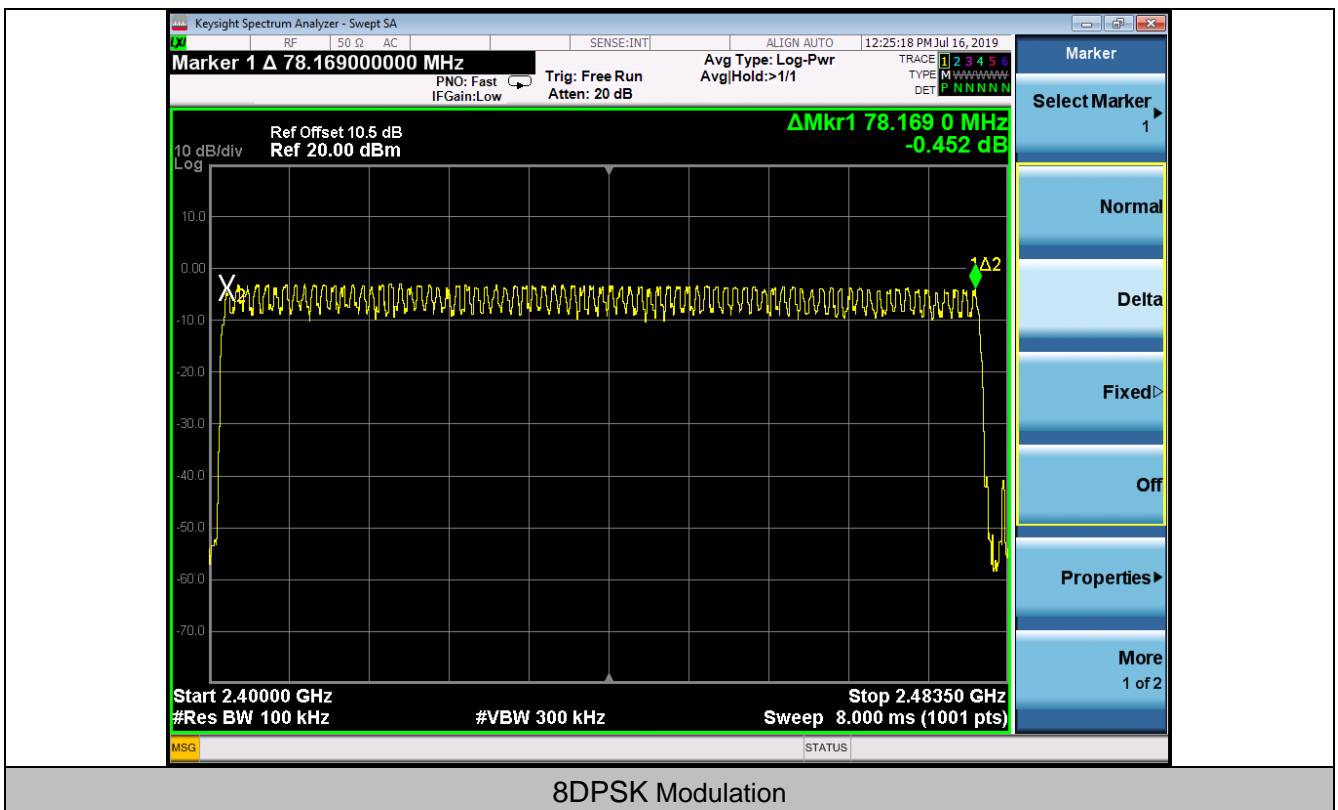 Keysight Spectrum Analyzer - Swept SA
LXI RF 50 Ω AC SENSE:INT ALIGN AUTO 12:25:18 PM Jul 16, 2019
Marker 1 Δ 78.169000000 MHz
PNO: Fast
IFGain:Low
Trig: Free Run
Atten: 20 dB
Avg Type: Log-Pwr
Avg|Hold:>1/1
TRACE 1 2 3 4 5 6
TYPE M W W W W W
DET P N N N N N
ΔMkr1 78.169 0 MHz
-0.452 dB
Ref Offset 10.5 dB
10 dB/div Ref 20.00 dBm
Log
10.0
0.00
-10.0
-20.0
-30.0
-40.0
-50.0
-60.0
-70.0
X2
1Δ2
Start 2.40000 GHz Stop 2.48350 GHz
#Res BW 100 kHz #VBW 300 kHz Sweep 8.000 ms (1001 pts)
MSG STATUS
Marker
Select Marker
1
Normal
Delta
Fixed
Off
Properties
More
1 of 2
8DPSK Modulation